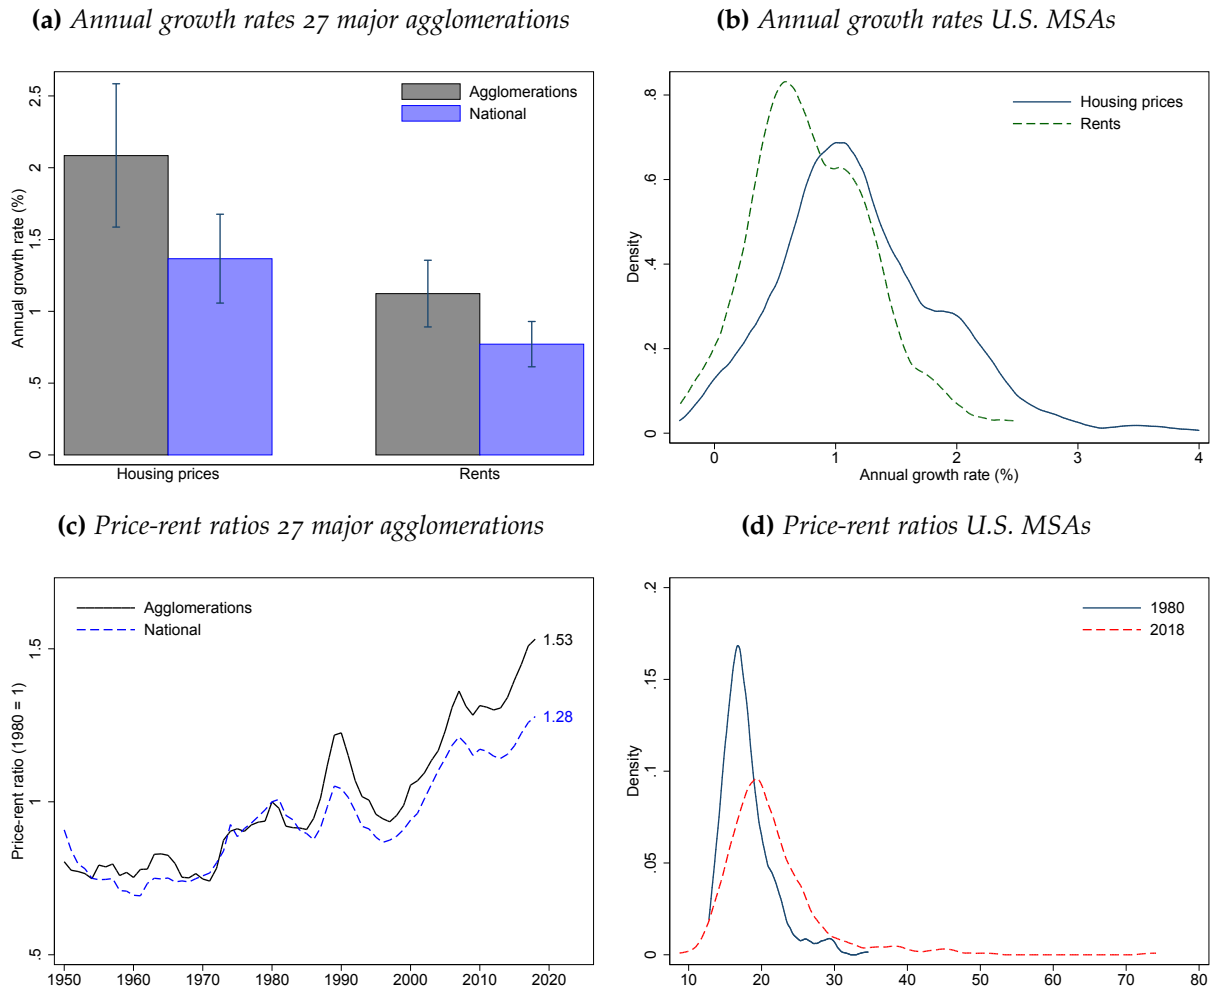 (a) Annual growth rates 27 major agglomerations
Annual growth rate (%)
0
.5
1
1.5
2
2.5
Agglomerations
National
Housing prices
Rents
(b) Annual growth rates U.S. MSAs
Density
0
.2
.4
.6
.8
Housing prices
Rents
0 1 2 3 4
Annual growth rate (%)
(c) Price-rent ratios 27 major agglomerations
Price-rent ratio (1980 = 1)
.5
1
1.5
Agglomerations
National
1.53
1.28
1950 1960 1970 1980 1990 2000 2010 2020
(d) Price-rent ratios U.S. MSAs
Density
0
.05
.1
.15
.2
1980
2018
10 20 30 40 50 60 70 80